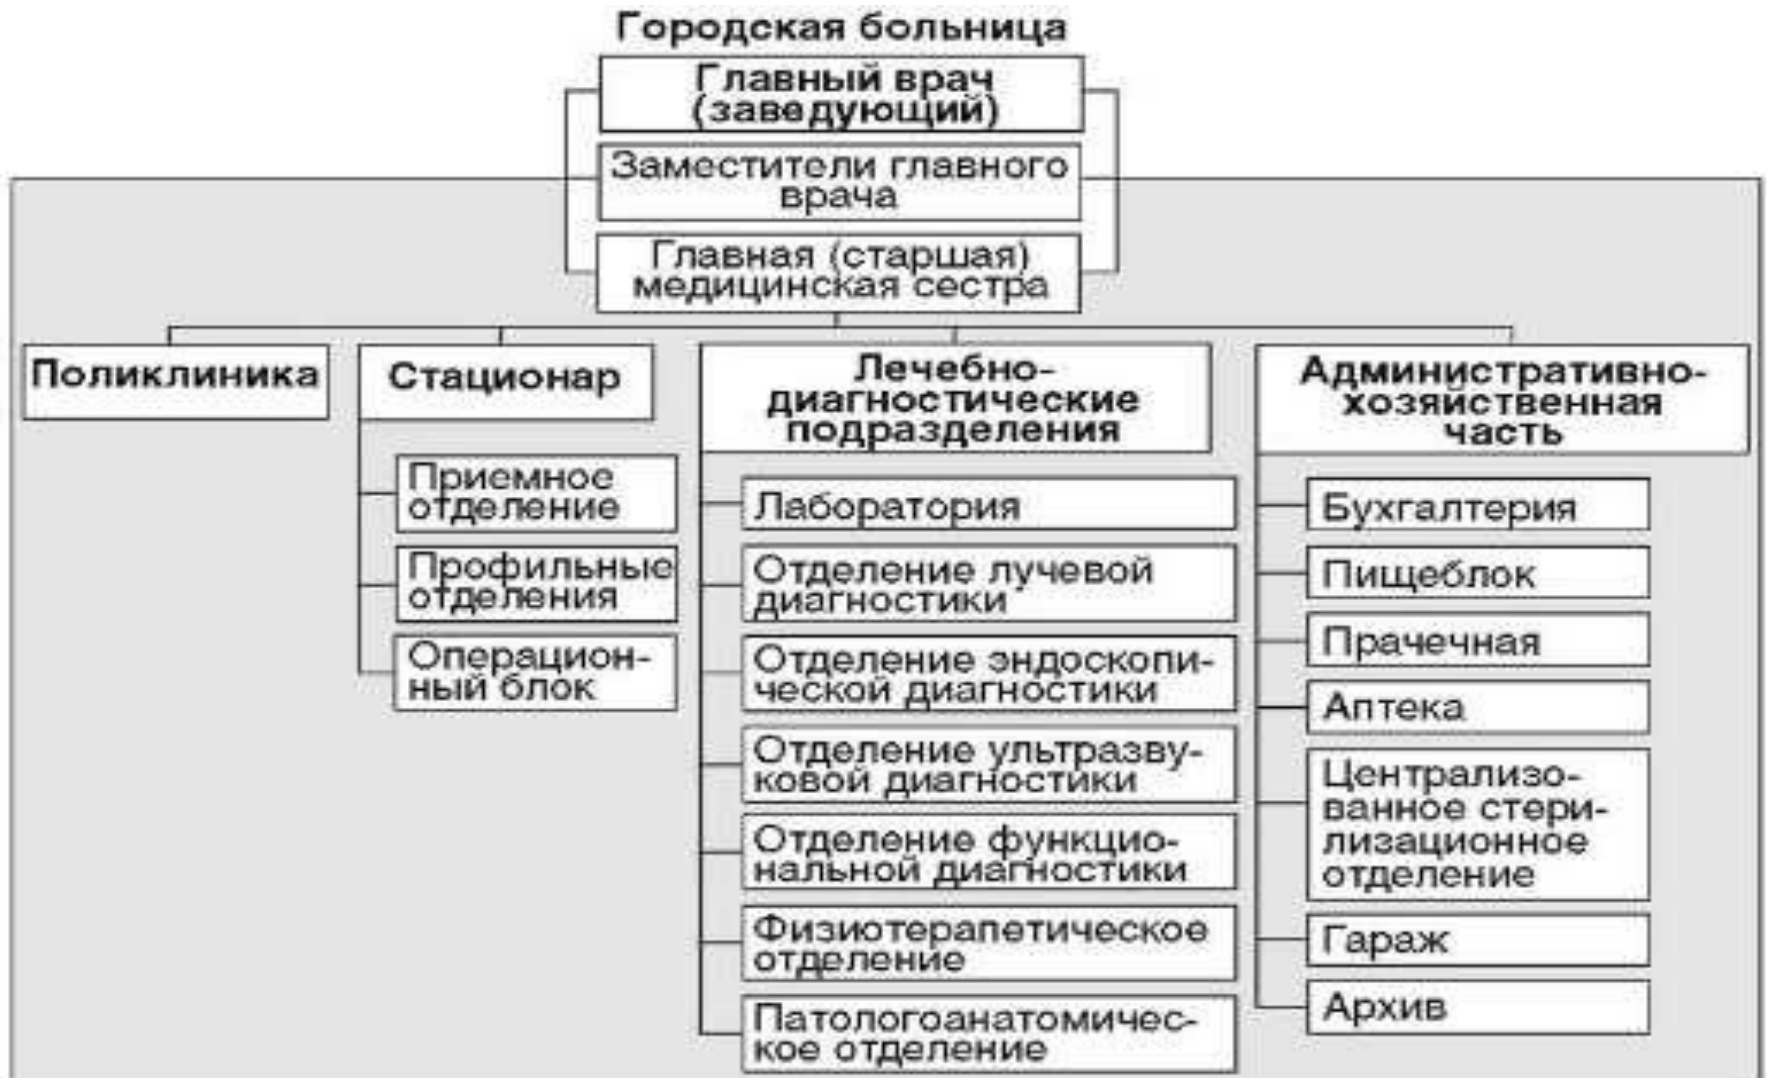 Городская больница
Главный врач
(заведующий)
Заместители главного
врача
Главная (старшая)
медицинская сестра
Поликлиника
Стационар
Приемное
отделение
Профильные
отделения
Операцион-
ный блок
Лечебно-
диагностические
подразделения
Лаборатория
Отделение лучевой
диагностики
Отделение эндоскопи-
ческой диагностики
Отделение ультразву-
ковой диагностики
Отделение функцио-
нальной диагностики
Физиотерапетическое
отделение
Патологоанатомичес-
кое отделение
Административно-
хозяйственная
часть
Бухгалтерия
Пищеблок
Прачечная
Аптека
Централизо-
ванное стери-
лизационное
отделение
Гараж
Архив